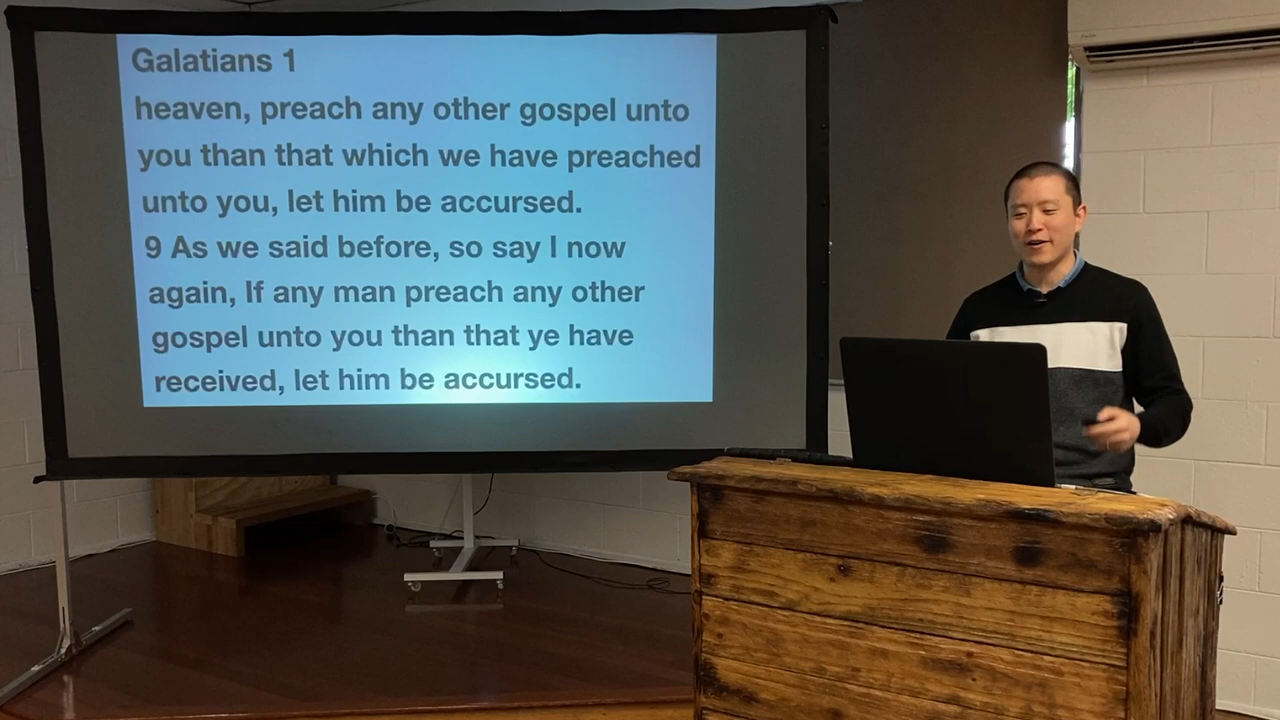 Galatians 1
heaven, preach any other gospel unto
you than that which we have preached
unto you, let him be accursed.
9 As we said before, so say I now
again, If any man preach any other
gospel unto you than that ye have
received, let him be accursed.